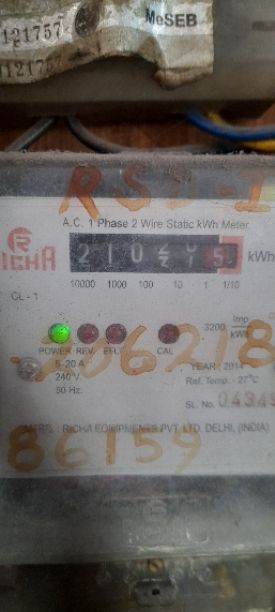 121757
MeSEB
121757
RSD-I
A.C. 1 Phase 2 Wire Static kWh Meter
R
RICHA
kWh
10000 1000 100 10 1 1/10
CL - 1
3200 imp/kWh
POWER REV. E/L CAL
5-20 A
240 V
50 Hz.
YEAR : 2014
Ref. Temp. - 27°C
SL. No.
86159
RICHA EQUIPMENTS PVT. LTD. DELHI, (INDIA)